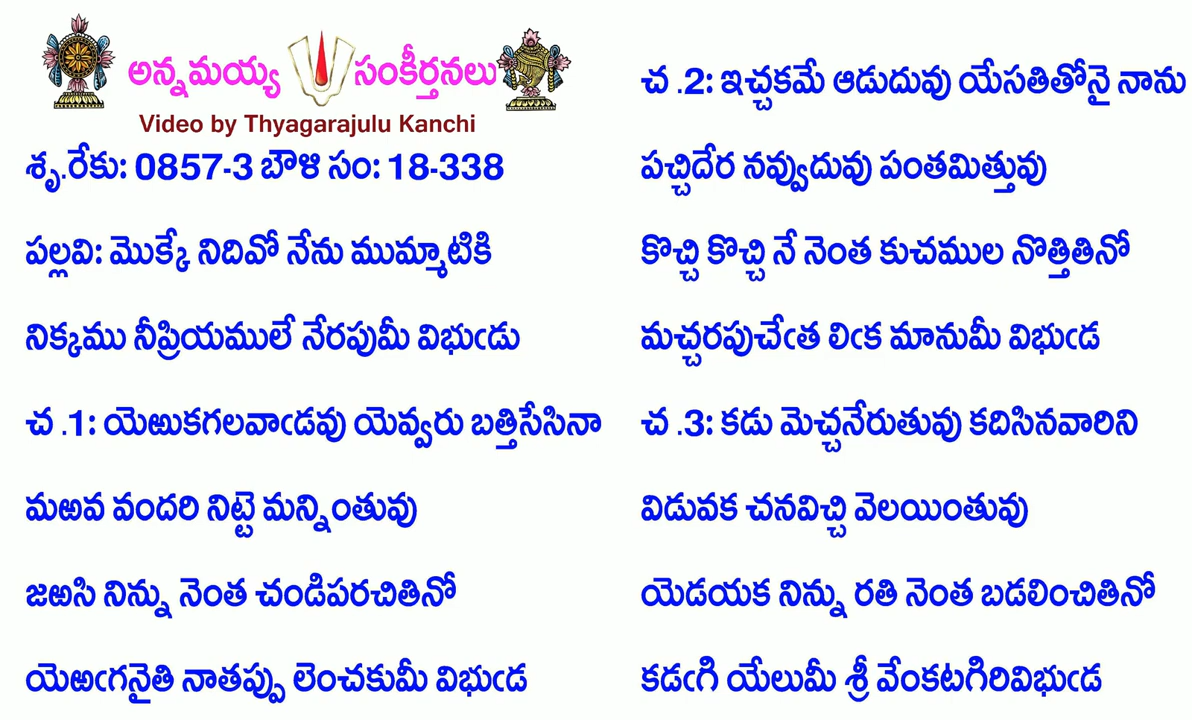 అన్నమయ్య సంకీర్తనలు
Video by Thyagarajulu Kanchi
శృ.రేకు: 0857-3 బౌళి సం: 18-338
పల్లవి: మొక్కే నిదివో నేను ముమ్మాటికి
నిక్కము నీప్రియములే నేరపుమీ విభుఁడు
చ .1: యెఱుకగలవాఁడవు యెవ్వరు బత్తిసేసినా
మఱవ వందరి నిట్టె మన్నింతువు
జఱసి నిన్ను నెంత చండిపరచితినో
యెఱఁగనైతి నాతప్పు లెంచకుమీ విభుఁడ
చ .2: ఇచ్చకమే ఆడుదువు యేసతితోనై నాను
పచ్చిదేర నవ్వుదువు పంతమిత్తువు
కొచ్చి కొచ్చి నే నెంత కుచముల నొత్తితినో
మచ్చరపుచేఁత లిఁక మానుమీ విభుఁడ
చ .3: కడు మెచ్చనేరుతువు కదిసినవారిని
విడువక చనవిచ్చి వెలయింతువు
యెడయక నిన్ను రతి నెంత బడలించితినో
కడఁగి యేలుమీ శ్రీ వేంకటగిరివిభుఁడ